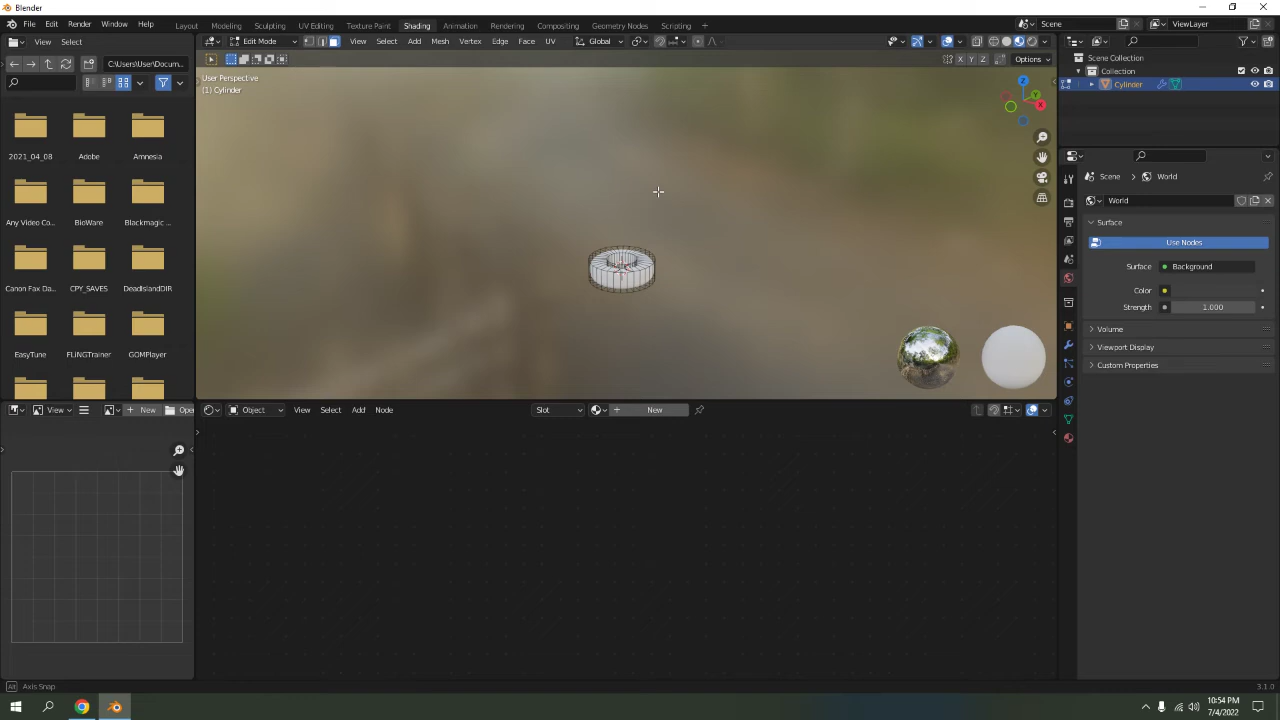 Blender
File Edit Render Window Help Layout Modeling Sculpting UV Editing Texture Paint Shading Animation Rendering Compositing Geometry Nodes Scripting Scene ViewLayer
View Select Edit Mode View Select Add Mesh Vertex Edge Face UV Global
C:\Users\User\Docum... X Y Z Options
User Perspective
(1) Cylinder
Scene Collection
Collection
Cylinder
2021_04_08 Adobe Amnesia
Any Video Co... BioWare Blackmagic ...
Canon Fax Da... CPY_SAVES DeadIslandDIR
EasyTune FLiNGTrainer GOMPlayer
Z Y X
Scene World
World
Surface
Use Nodes
Surface Background
Color
Strength 1.000
Volume
Viewport Display
Custom Properties
View New Oper Object View Select Add Node Slot New
Alt Axis Snap 3.1.0
10:54 PM
7/4/2022